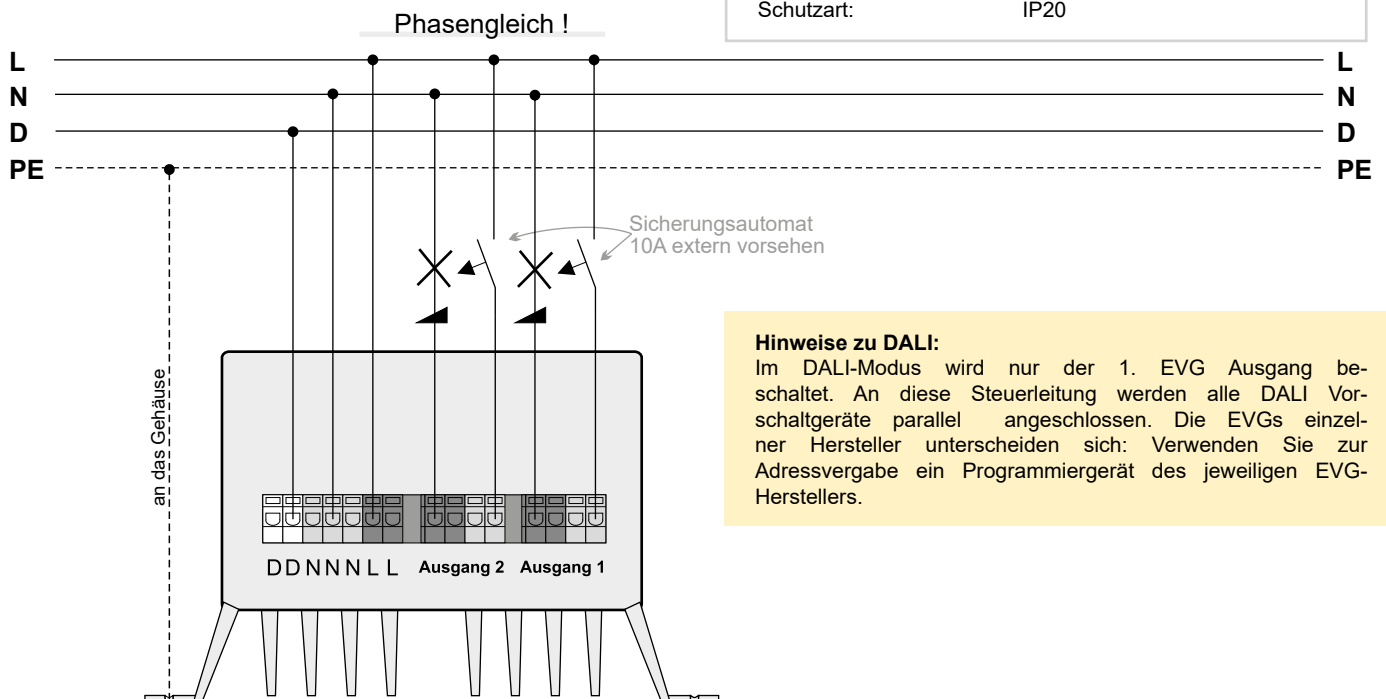 Schutzart: IP20
Phasengleich !
L L
N N
D D
PE PE
Sicherungsautomat
10A extern vorsehen
an das Gehäuse
Hinweise zu DALI:
Im DALI-Modus wird nur der 1. EVG Ausgang be-
schaltet. An diese Steuerleitung werden alle DALI Vor-
schaltgeräte parallel angeschlossen. Die EVGs einzel-
ner Hersteller unterscheiden sich: Verwenden Sie zur
Adressvergabe ein Programmiergerät des jeweiligen EVG-
Herstellers.
D D N N N L L Ausgang 2 Ausgang 1